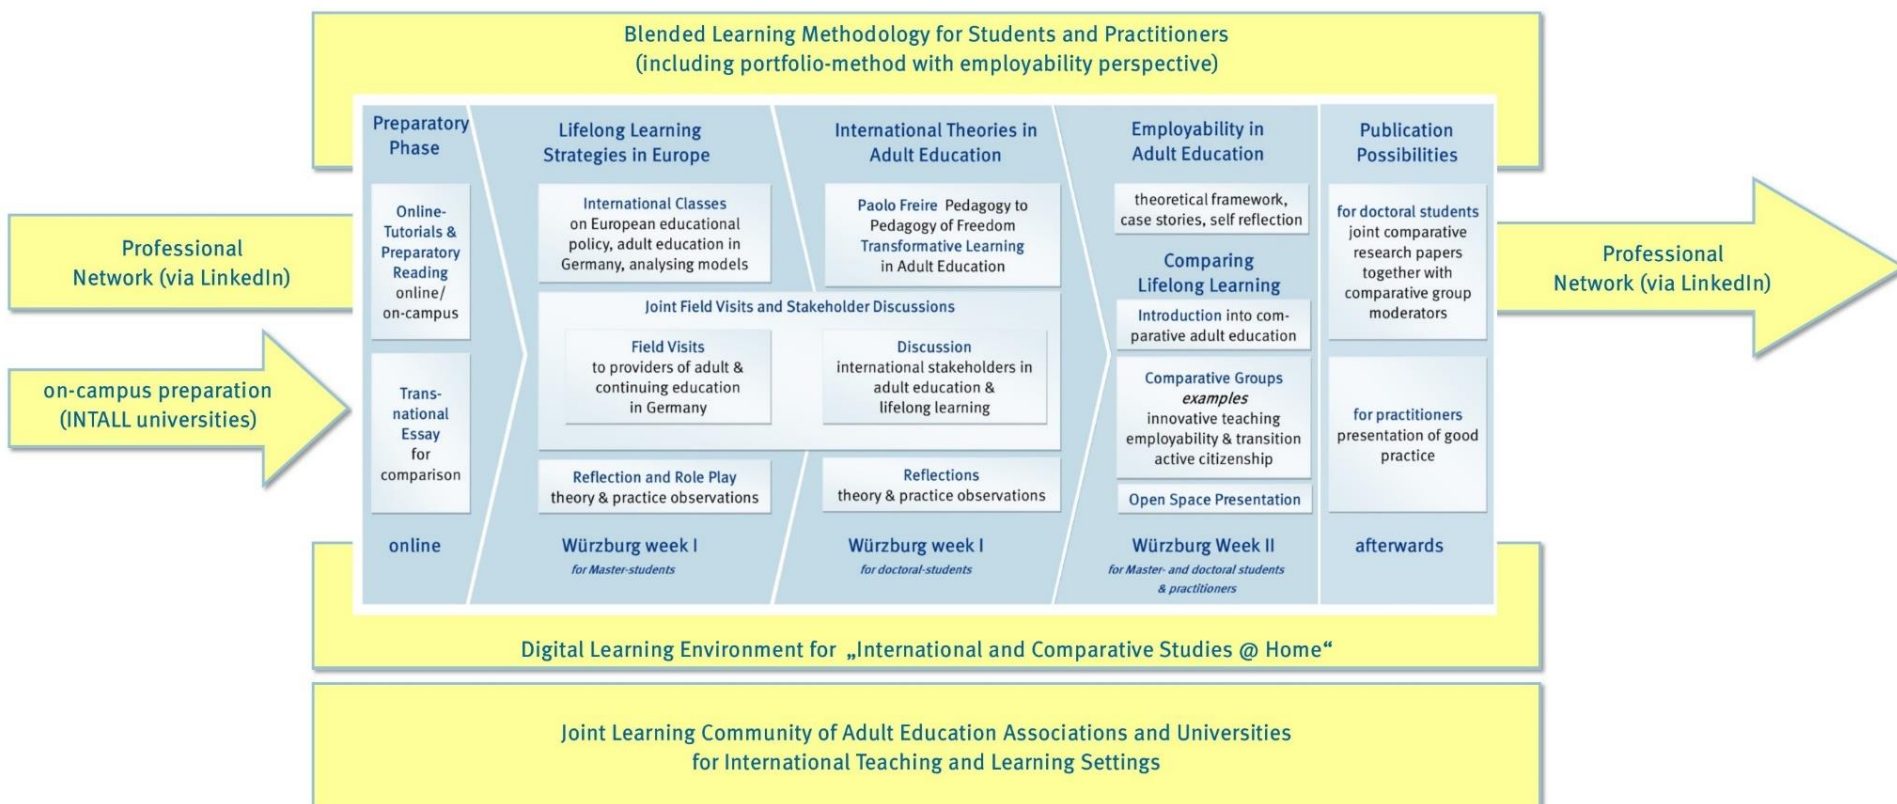 Blended Learning Methodology for Students and Practitioners
(including portfolio-method with employability perspective)
Professional
Network (via LinkedIn)
on-campus preparation
(INTALL universities)
Preparatory
Phase
Online-
Tutorials &
Preparatory
Reading
online/
on-campus
Trans-
national
Essay
for
comparison
online
Lifelong Learning
Strategies in Europe
International Classes
on European educational
policy, adult education in
Germany, analysing models
Joint Field Visits and Stakeholder Discussions
Field Visits
to providers of adult &
continuing education
in Germany
Reflection and Role Play
theory & practice observations
Würzburg week I
for Master-students
International Theories in
Adult Education
Paolo Freire Pedagogy to
Pedagogy of Freedom
Transformative Learning
in Adult Education
Discussion
international stakeholders in
adult education &
lifelong learning
Reflections
theory & practice observations
Würzburg week I
for doctoral-students
Employability in
Adult Education
theoretical framework,
case stories, self reflection
Comparing
Lifelong Learning
Introduction into com-
parative adult education
Comparative Groups
examples
innovative teaching
employability & transition
active citizenship
Open Space Presentation
Würzburg Week II
for Master- and doctoral students
& practitioners
Publication
Possibilities
for doctoral students
joint comparative
research papers
together with
comparative group
moderators
for practitioners
presentation of good
practice
afterwards
Professional
Network (via LinkedIn)
Digital Learning Environment for „International and Comparative Studies @ Home“
Joint Learning Community of Adult Education Associations and Universities
for International Teaching and Learning Settings